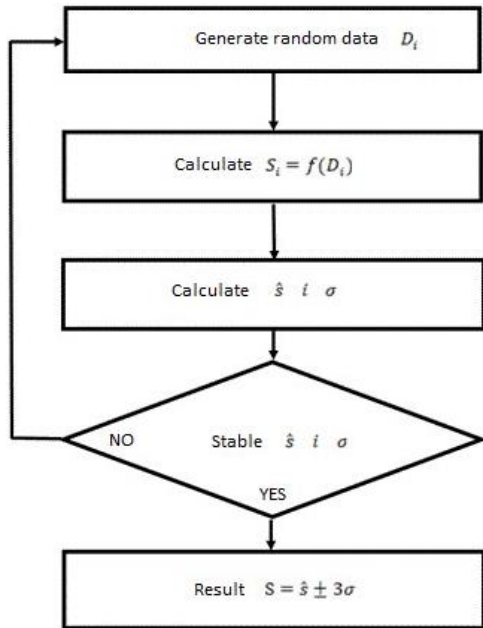 Generate random data D_i
Calculate S_i = f(D_i)
Calculate ŝ i σ
NO
Stable ŝ i σ
YES
Result S = ŝ ± 3σ